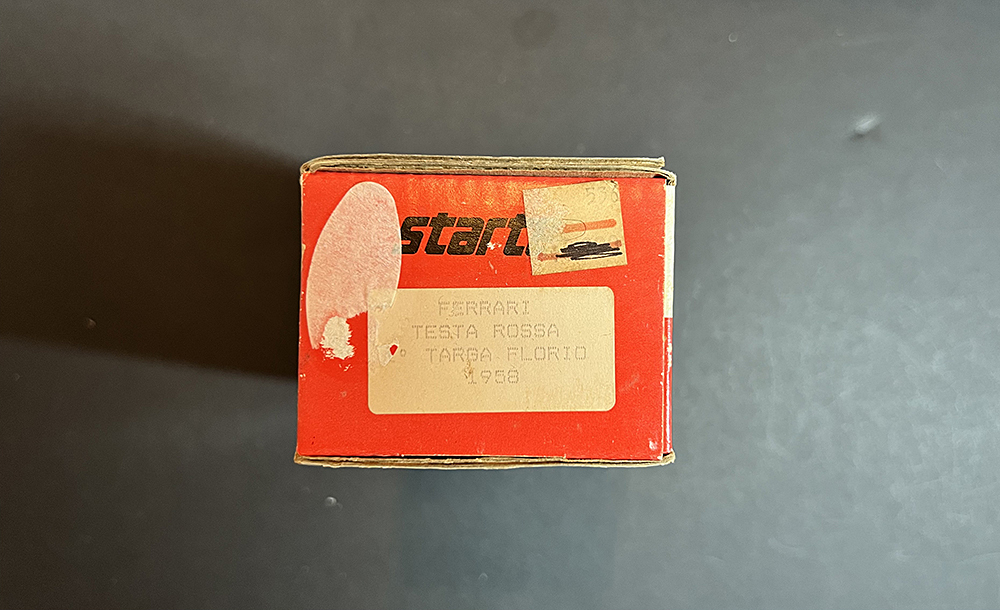 start
FERRARI
TESTA ROSSA
TARGA FLORIO
1958